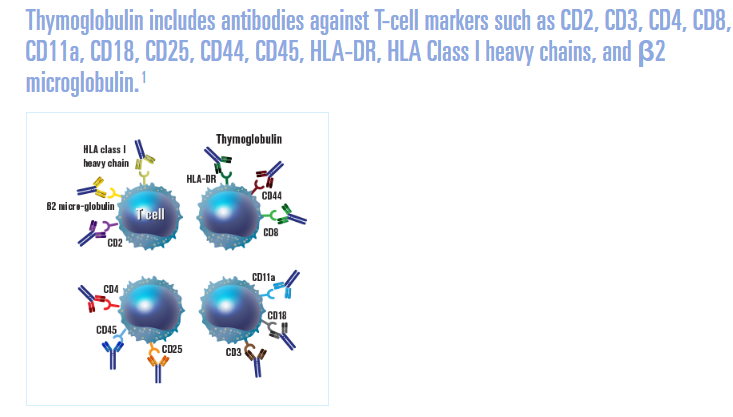 Thymoglobulin includes antibodies against T-cell markers such as CD2, CD3, CD4, CD8,
CD11a, CD18, CD25, CD44, CD45, HLA-DR, HLA Class I heavy chains, and β2
microglobulin.1
Thymoglobulin
HLA class I
heavy chain
HLA-DR
CD44
B2 micro-globulin
T cell
CD8
CD2
CD11a
CD4
CD18
CD45
CD25
CD3